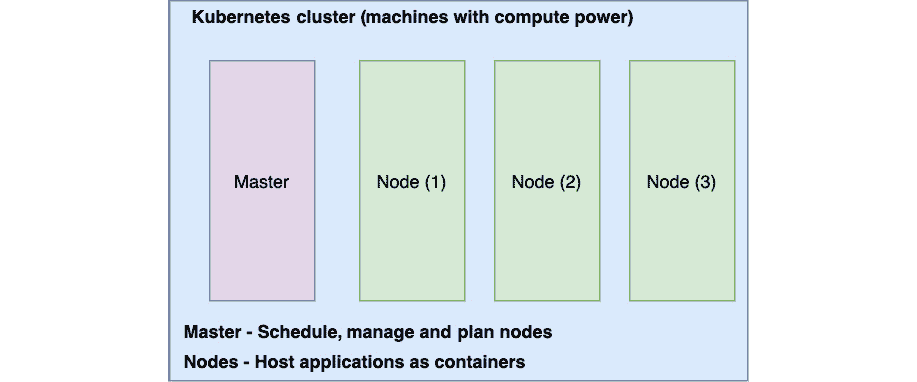 Kubernetes cluster (machines with compute power)
Master
Node (1)
Node (2)
Node (3)
Master - Schedule, manage and plan nodes
Nodes - Host applications as containers